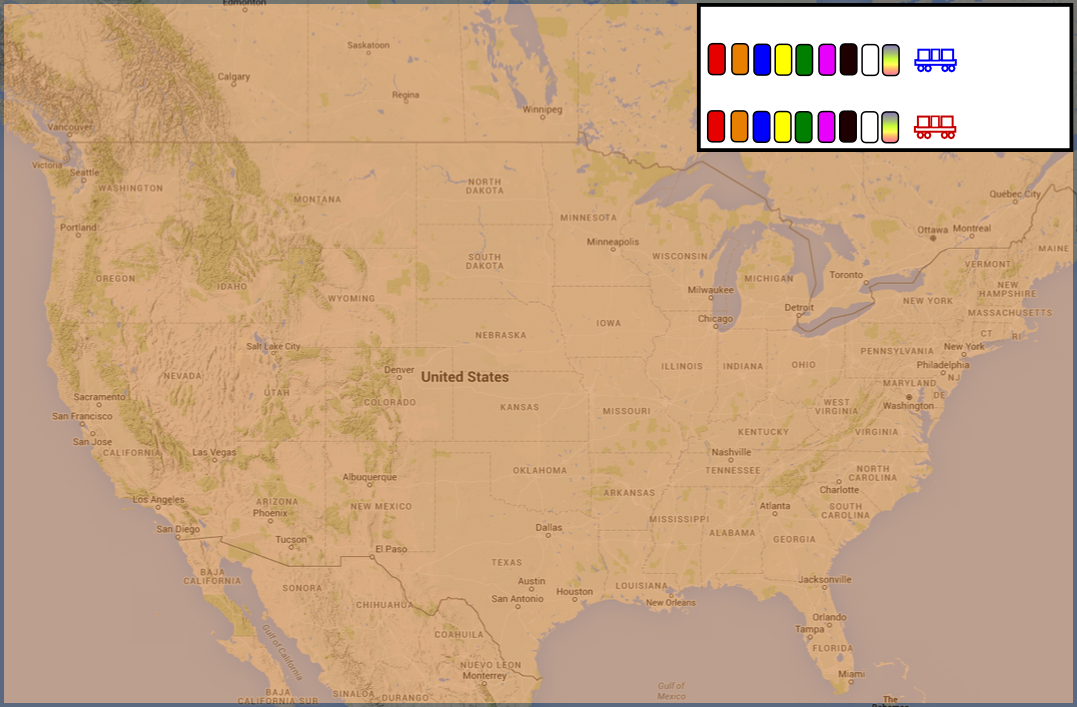 Edmonton
Saskatoon
Calgary
Regina
Winnipeg
Vancouver
Victoria
Seattle
WASHINGTON
NORTH
DAKOTA
MONTANA
Québec City
MINNESOTA
Portland
Ottawa
Montreal
Minneapolis
MAINE
WISCONSIN
SOUTH
DAKOTA
VERMONT
OREGON
IDAHO
MICHIGAN
Toronto
NEW
HAMPSHIRE
Milwaukee
WYOMING
NEW YORK
Detroit
MASSACHUSETTS
Chicago
IOWA
NEBRASKA
CT
RI
Salt Lake City
New York
PENNSYLVANIA
ILLINOIS
INDIANA
OHIO
Philadelphia
Denver
United States
NEVADA
NJ
MARYLAND
UTAH
DE
Sacramento
COLORADO
KANSAS
MISSOURI
WEST
VIRGINIA
Washington
San Francisco
KENTUCKY
VIRGINIA
San Jose
CALIFORNIA
Las Vegas
Nashville
TENNESSEE
OKLAHOMA
NORTH
CAROLINA
Albuquerque
Charlotte
ARKANSAS
Los Angeles
ARIZONA
NEW MEXICO
Atlanta
SOUTH
CAROLINA
Phoenix
MISSISSIPPI
San Diego
Dallas
ALABAMA
GEORGIA
Tucson
El Paso
TEXAS
BAJA
CALIFORNIA
Austin
Jacksonville
SONORA
LOUISIANA
Houston
San Antonio
New Orleans
CHIHUAHUA
Orlando
Tampa
COAHUILA
Gulf of California
FLORIDA
NUEVO LEON
Monterrey
Miami
Gulf of
Mexico
BAJA
CALIFORNIA SUR
SINALOA
DURANGO
The
Bahamas